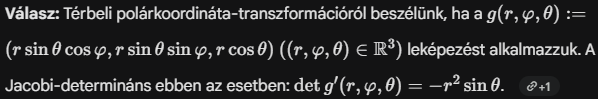 Válasz: Térbeli polárkoordináta-transzformációról beszélünk, ha a g(r, φ, θ) :=
(r sin θ cos φ, r sin θ sin φ, r cos θ) ((r, φ, θ) ∈ ℝ³) leképezést alkalmazzuk. A
Jacobi-determináns ebben az esetben: det g′(r, φ, θ) = −r² sin θ. +1